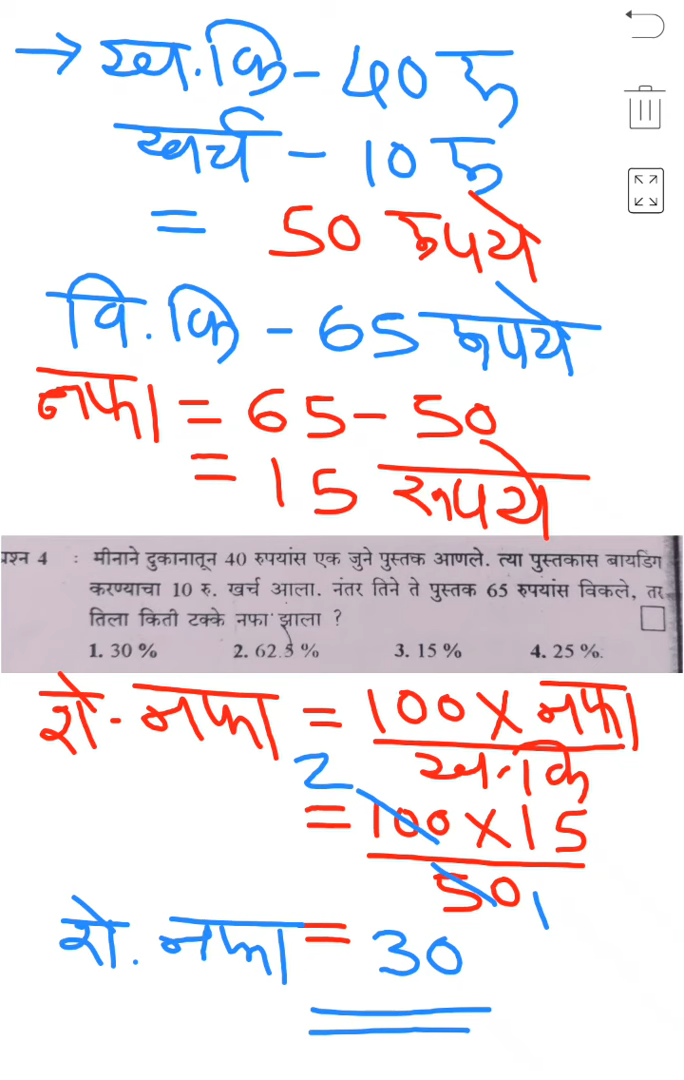 → ख.कि - 40 रु
खर्च - 10 रु
= 50 रुपये
वि.कि - 65 रुपये
नफा = 65 - 50
= 15 रुपये
प्रश्न 4 : मीनाने दुकानातून 40 रुपयांस एक जुने पुस्तक आणले. त्या पुस्तकास बायडिंग
करण्याचा 10 रु. खर्च आला. नंतर तिने ते पुस्तक 65 रुपयांस विकले, तर
तिला किती टक्के नफा झाला ?
1. 30 % 2. 62.5 % 3. 15 % 4. 25 %.
शे. नफा = 100 X नफा
ख.कि
2
= 100 X 15
50 1
शे. नफा = 30